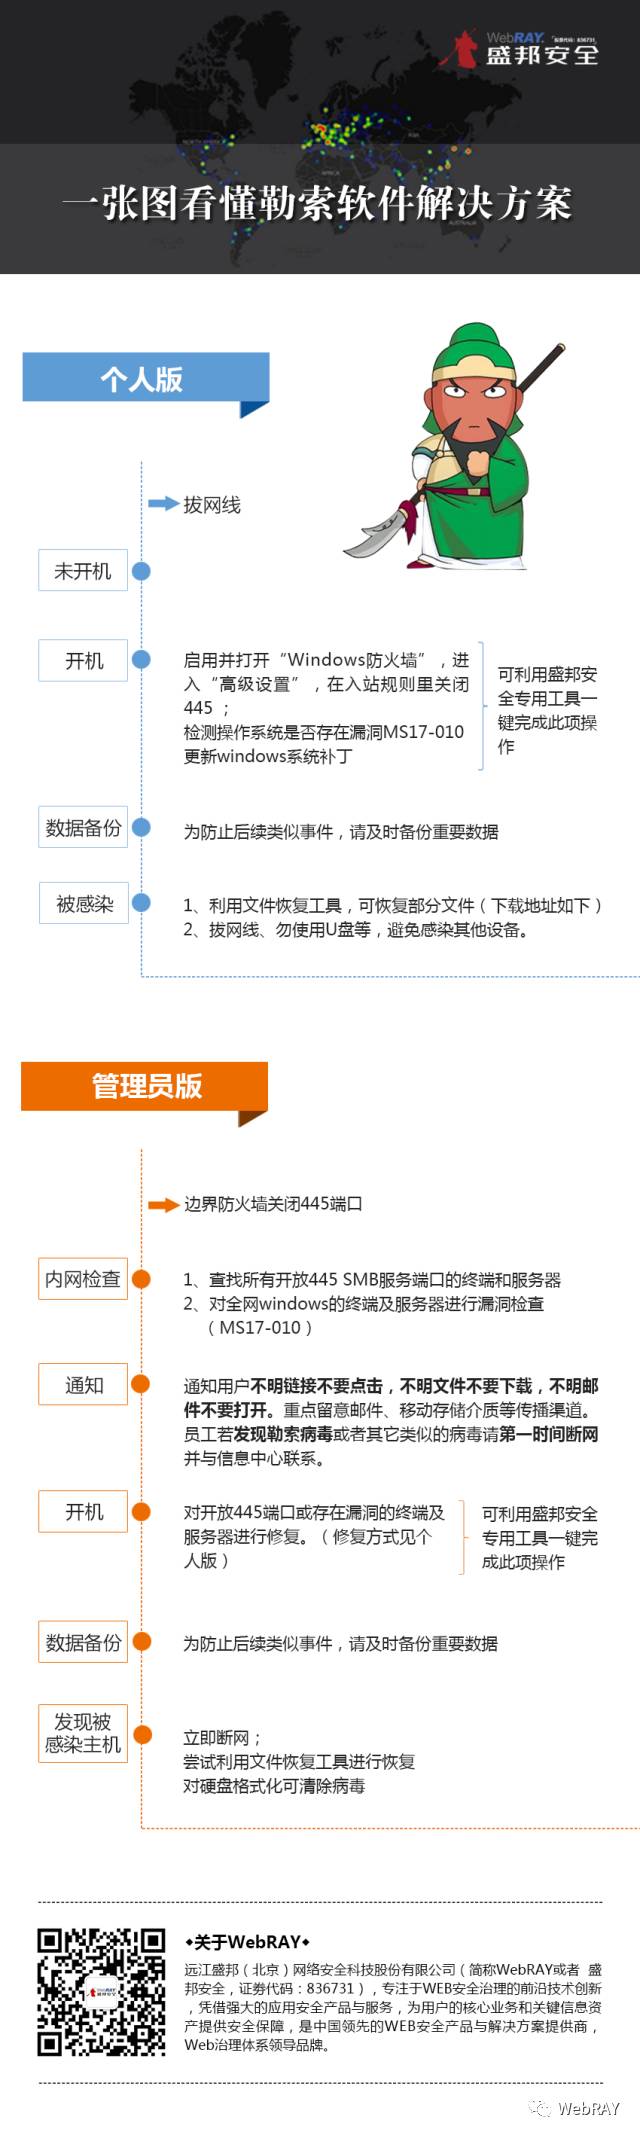 WebRAY. 「股票代码：836731」
盛邦安全
一张图看懂勒索软件解决方案
个人版
拔网线
未开机
开机
启用并打开“Windows防火墙”，进
入“高级设置”，在入站规则里关闭
445；
检测操作系统是否存在漏洞MS17-010
更新windows系统补丁
可利用盛邦安
全专用工具一
键完成此项操
作
数据备份
为防止后续类似事件，请及时备份重要数据
被感染
1、利用文件恢复工具，可恢复部分文件（下载地址如下）
2、拔网线、勿使用U盘等，避免感染其他设备。
管理员版
边界防火墙关闭445端口
内网检查
1、查找所有开放445 SMB服务端口的终端和服务器
2、对全网windows的终端及服务器进行漏洞检查
（MS17-010）
通知
通知用户不明链接不要点击，不明文件不要下载，不明邮
件不要打开。重点留意邮件、移动存储介质等传播渠道。
员工若发现勒索病毒或者其它类似的病毒请第一时间断网
并与信息中心联系。
开机
对开放445端口或存在漏洞的终端及
服务器进行修复。（修复方式见个
人版）
可利用盛邦安全
专用工具一键完
成此项操作
数据备份
为防止后续类似事件，请及时备份重要数据
发现被
感染主机
立即断网；
尝试利用文件恢复工具进行恢复
对硬盘格式化可清除病毒
◆关于WebRAY◆
远江盛邦（北京）网络安全科技股份有限公司（简称WebRAY或者 盛
邦安全，证券代码：836731），专注于WEB安全治理的前沿技术创新
，凭借强大的应用安全产品与服务，为用户的核心业务和关键信息资
产提供安全保障，是中国领先的WEB安全产品与解决方案提供商，
Web治理体系领导品牌。
WebRAY